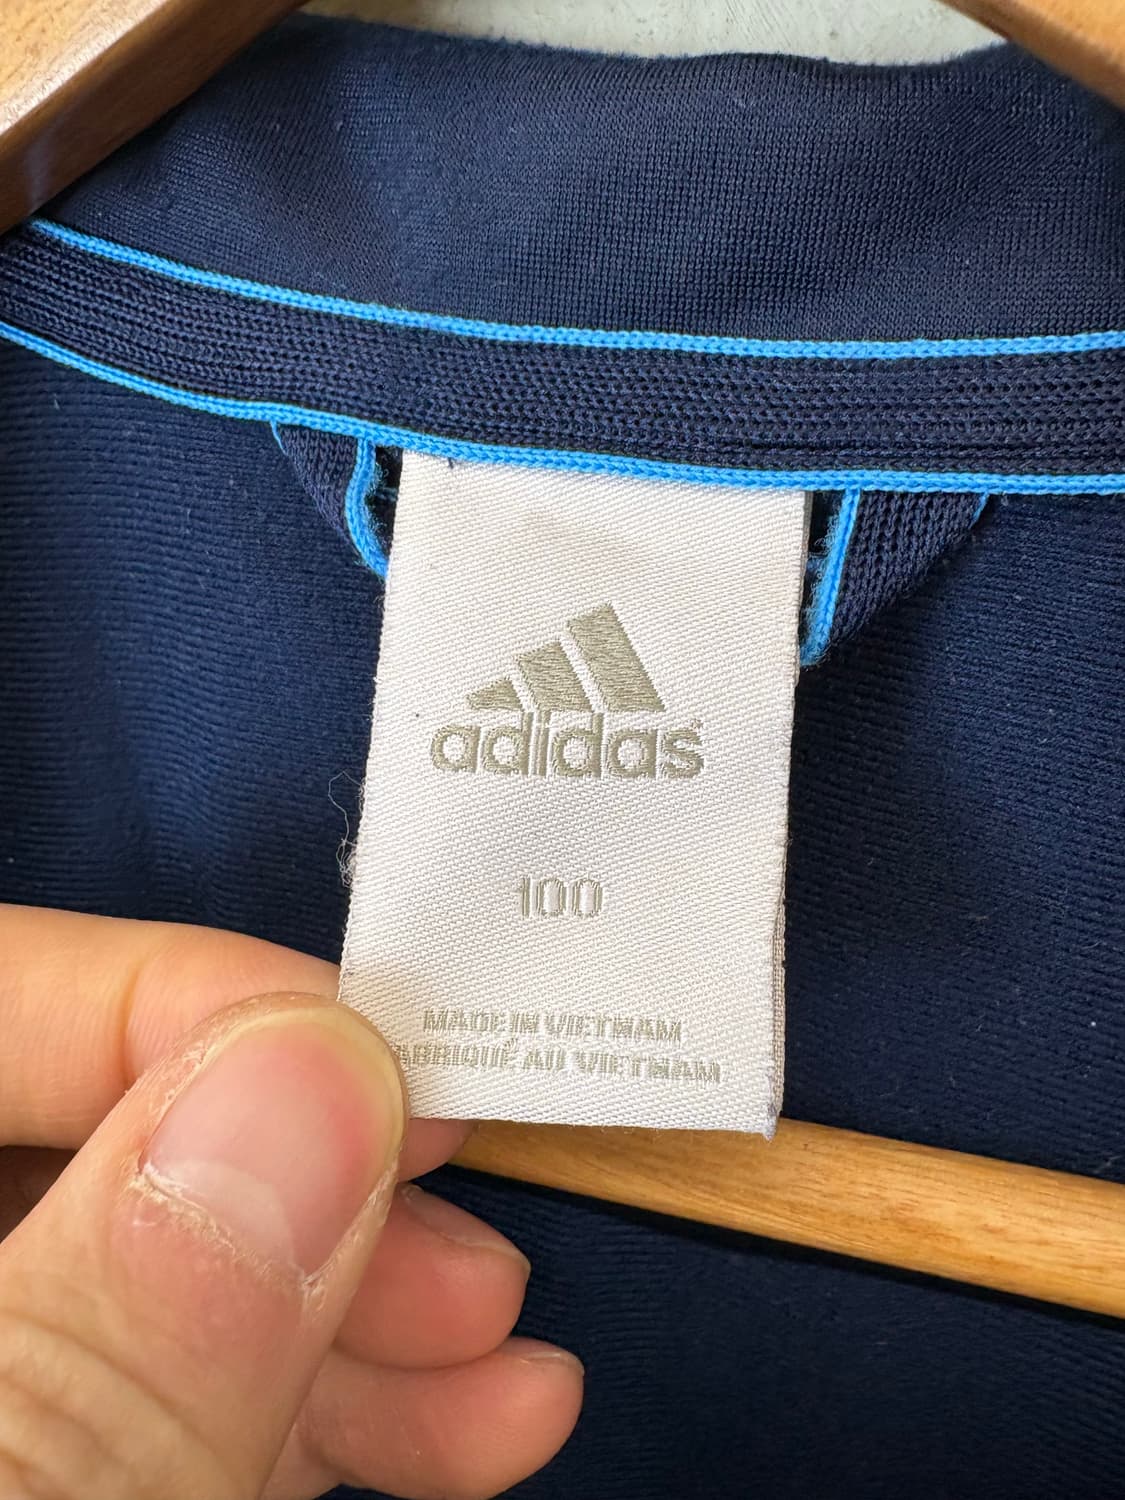 adidas
100
MADE IN VIETNAM
FABRIQUÉ AU VIETNAM